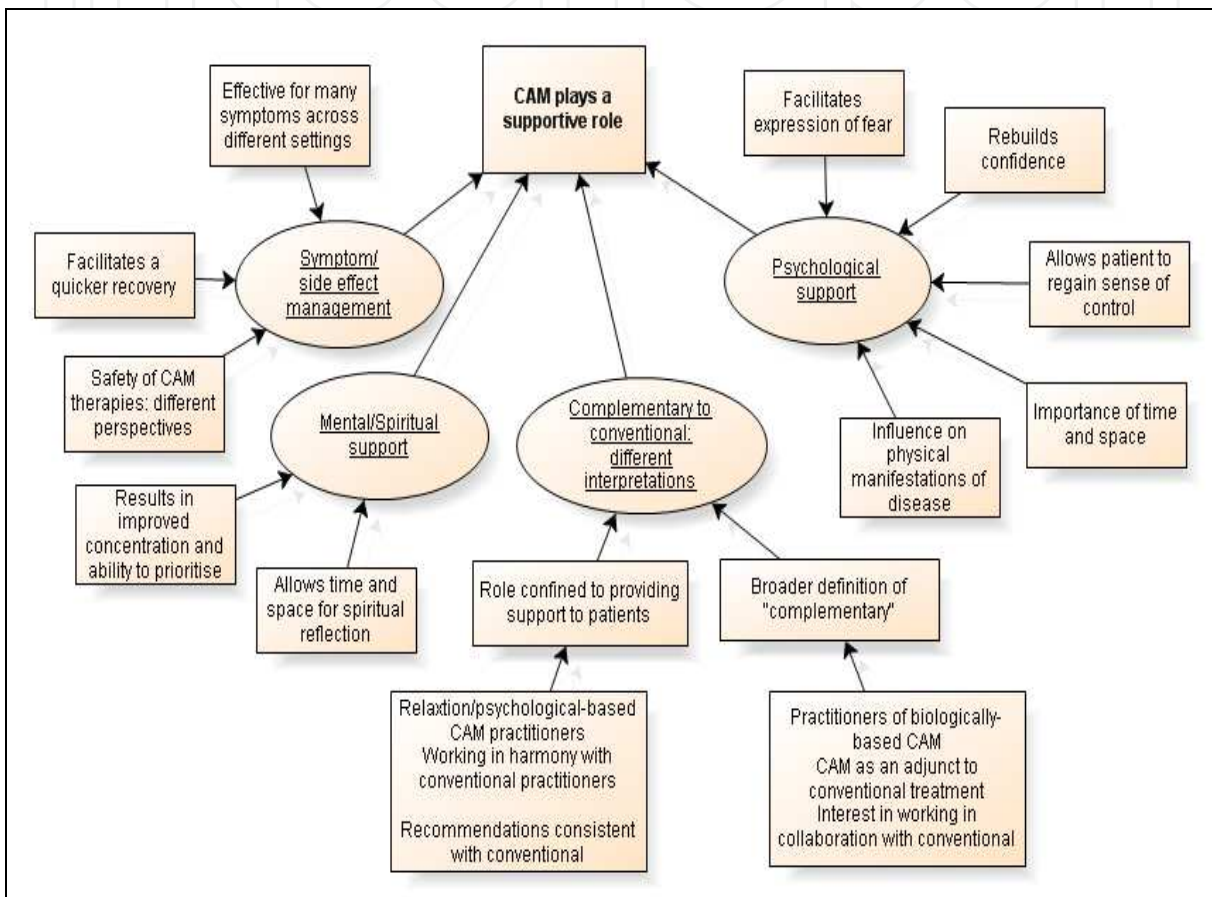 Effective for many
symptoms across
different settings
CAM plays a
supportive role
Facilitates
expression of fear
Rebuilds
confidence
Facilitates a
quicker recovery
Symptom/
side effect
management
Psychological
support
Allows patient to
regain sense of
control
Safety of CAM
therapies: different
perspectives
Mental/Spiritual
support
Complementary to
conventional:
different
interpretations
Influence on
physical
manifestations of
disease
Importance of time
and space
Results in
improved
concentration and
ability to prioritise
Allows time and
space for spiritual
reflection
Role confined to providing
support to patients
Broader definition of
"complementary"
Relaxtion/psychological-based
CAM practitioners
Working in harmony with
conventional practitioners
Recommendations consistent
with conventional
Practitioners of biologically-
based CAM
CAM as an adjunct to
conventional treatment
Interest in working in
collaboration with conventional